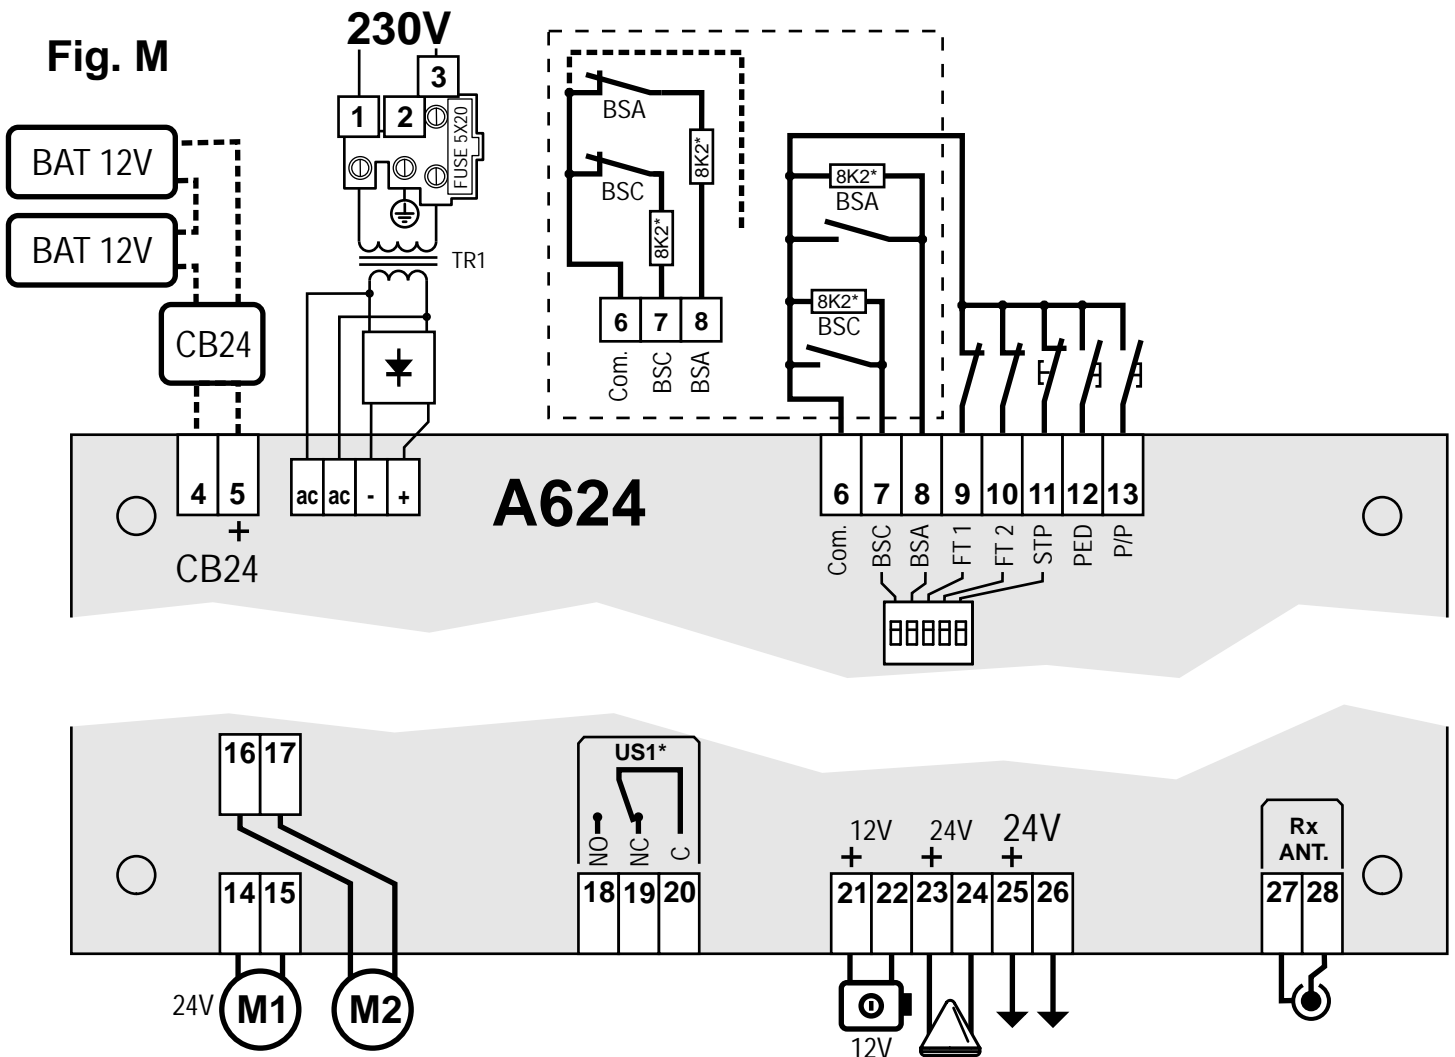 230V
Fig. M
1
2
3
FUSE 5X20
BAT 12V
BAT 12V
CB24
TR1
BSA
8K2*
BSC
8K2*
6
7
8
Com.
BSC
BSA
8K2*
BSA
8K2*
BSC
4
5
+
CB24
ac
ac
-
+
A624
6
7
8
9
10
11
12
13
Com.
BSC
BSA
FT 1
FT 2
STP
PED
P/P
16
17
14
15
24V
M1
M2
US1*
NO
NC
C
18
19
20
12V
24V
24V
+
+
+
21
22
23
24
25
26
12V
Rx
ANT.
27
28